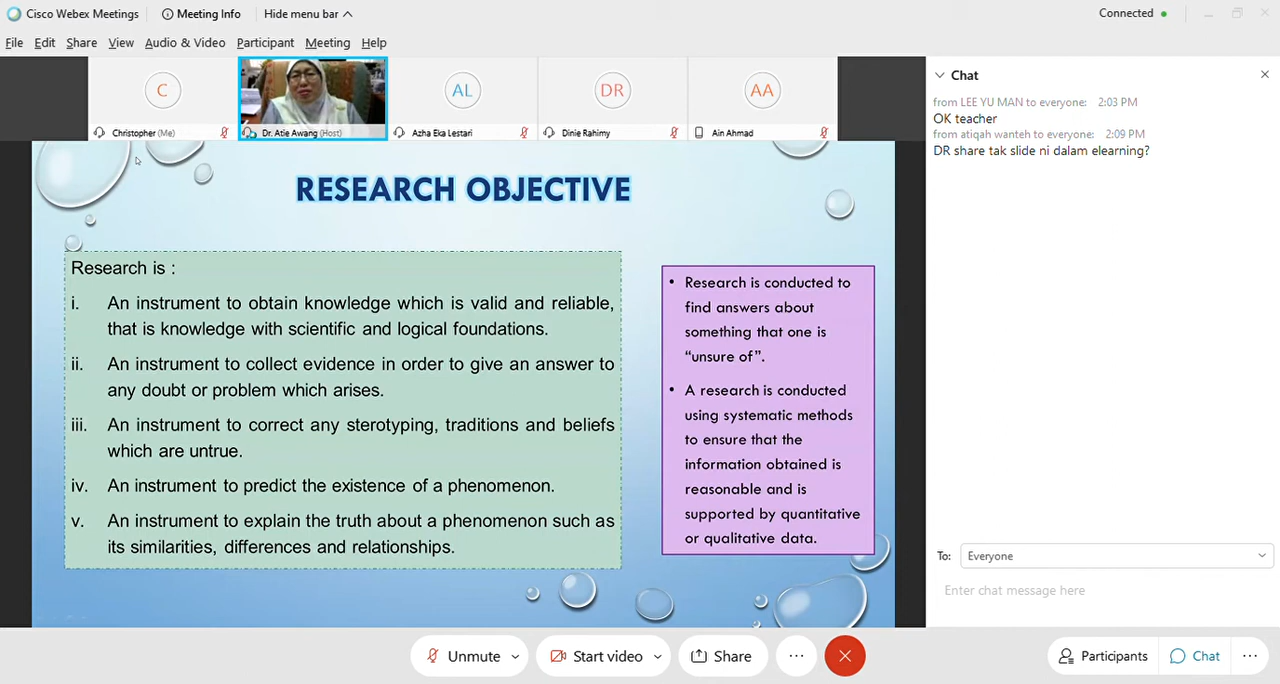 Cisco Webex Meetings
Meeting Info
Hide menu bar
Connected
File Edit Share View Audio & Video Participant Meeting Help
C
AL
DR
AA
Christopher (Me)
Dr. Atie Awang (Host)
Azha Eka Lestari
Dinie Rahimy
Ain Ahmad
RESEARCH OBJECTIVE
Research is :
i. An instrument to obtain knowledge which is valid and reliable,
that is knowledge with scientific and logical foundations.
ii. An instrument to collect evidence in order to give an answer to
any doubt or problem which arises.
iii. An instrument to correct any sterotyping, traditions and beliefs
which are untrue.
iv. An instrument to predict the existence of a phenomenon.
v. An instrument to explain the truth about a phenomenon such as
its similarities, differences and relationships.
• Research is conducted to
find answers about
something that one is
“unsure of”.
• A research is conducted
using systematic methods
to ensure that the
information obtained is
reasonable and is
supported by quantitative
or qualitative data.
Chat
from LEE YU MAN to everyone: 2:03 PM
OK teacher
from atiqah wanteh to everyone: 2:09 PM
DR share tak slide ni dalam elearning?
To: Everyone
Enter chat message here
Unmute
Start video
Share
Participants
Chat